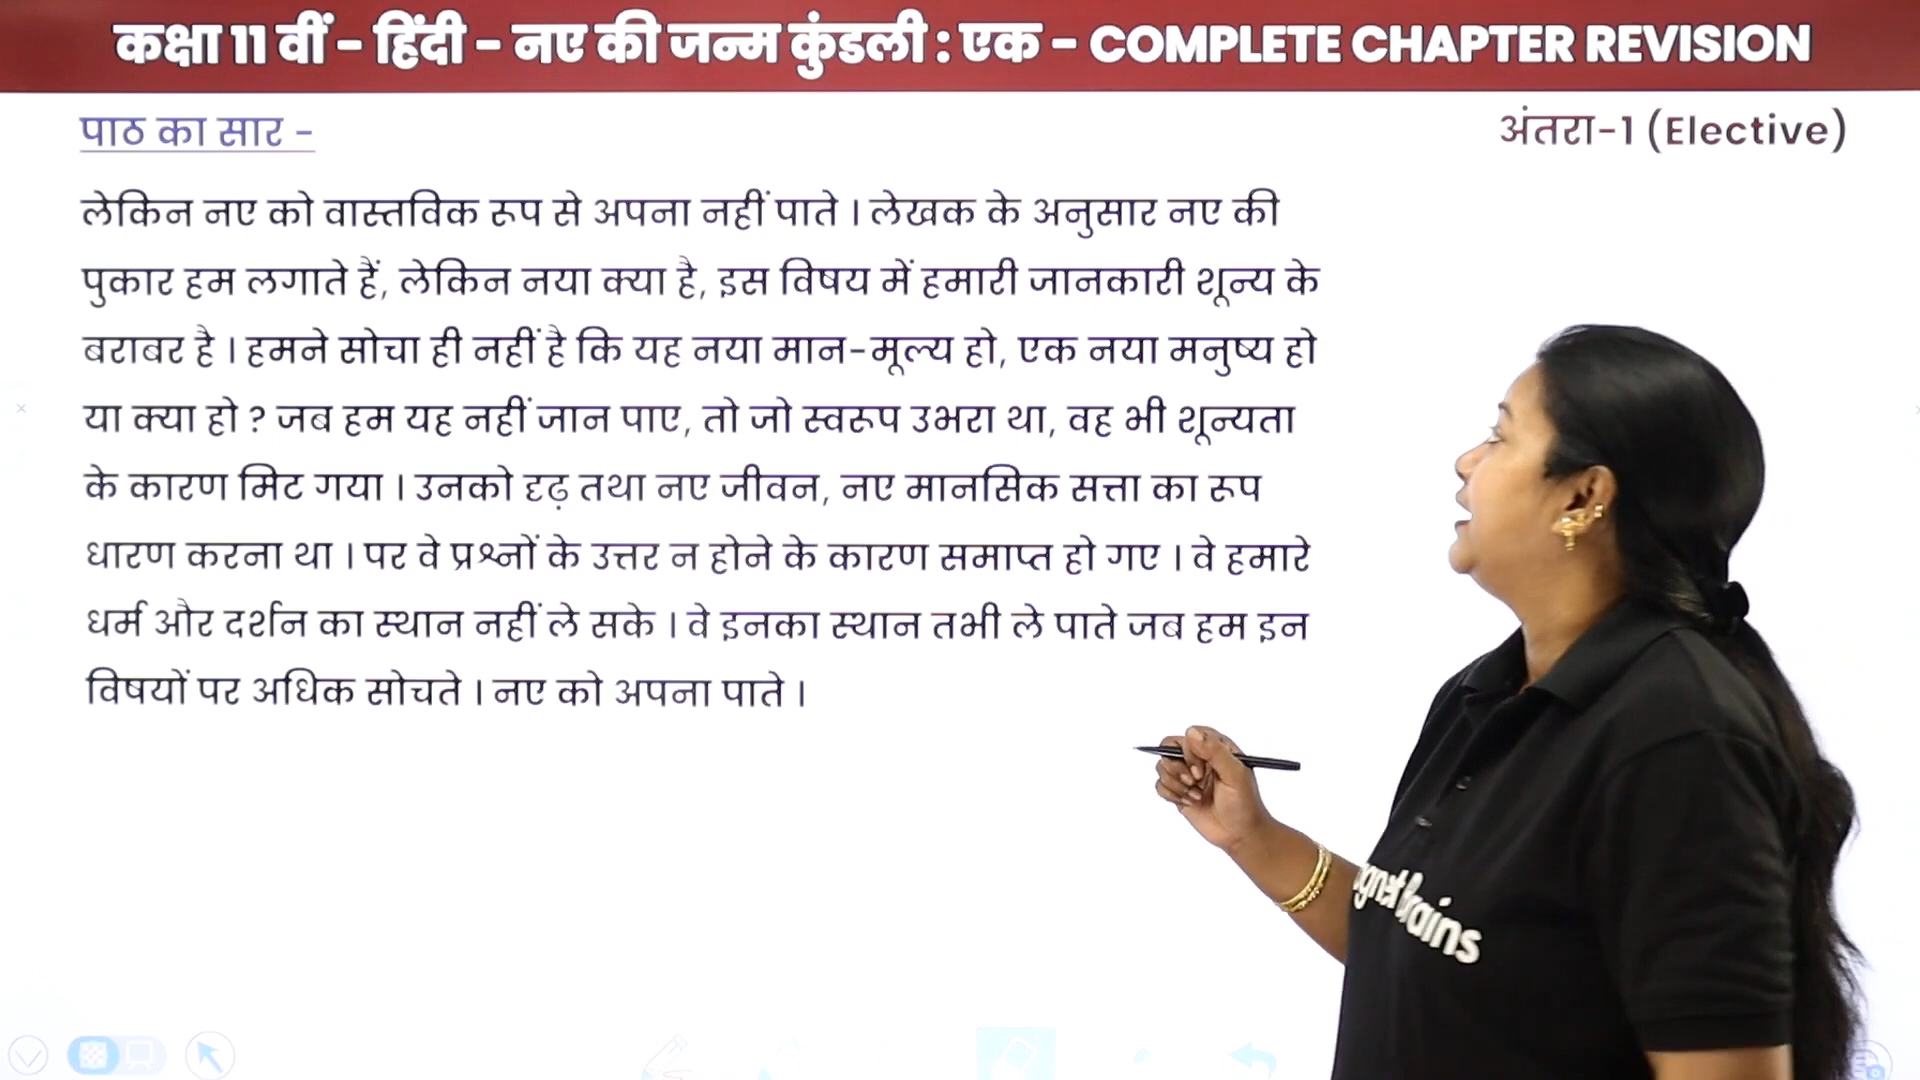 कक्षा 11 वीं - हिंदी - नए की जन्म कुंडली : एक - COMPLETE CHAPTER REVISION
पाठ का सार -
अंतरा-1 (Elective)
लेकिन नए को वास्तविक रूप से अपना नहीं पाते । लेखक के अनुसार नए की
पुकार हम लगाते हैं, लेकिन नया क्या है, इस विषय में हमारी जानकारी शून्य के
बराबर है । हमने सोचा ही नहीं है कि यह नया मान-मूल्य हो, एक नया मनुष्य हो
या क्या हो ? जब हम यह नहीं जान पाए, तो जो स्वरूप उभरा था, वह भी शून्यता
के कारण मिट गया । उनको दृढ़ तथा नए जीवन, नए मानसिक सत्ता का रूप
धारण करना था । पर वे प्रश्नों के उत्तर न होने के कारण समाप्त हो गए । वे हमारे
धर्म और दर्शन का स्थान नहीं ले सके । वे इनका स्थान तभी ले पाते जब हम इन
विषयों पर अधिक सोचते । नए को अपना पाते ।
gnet brains